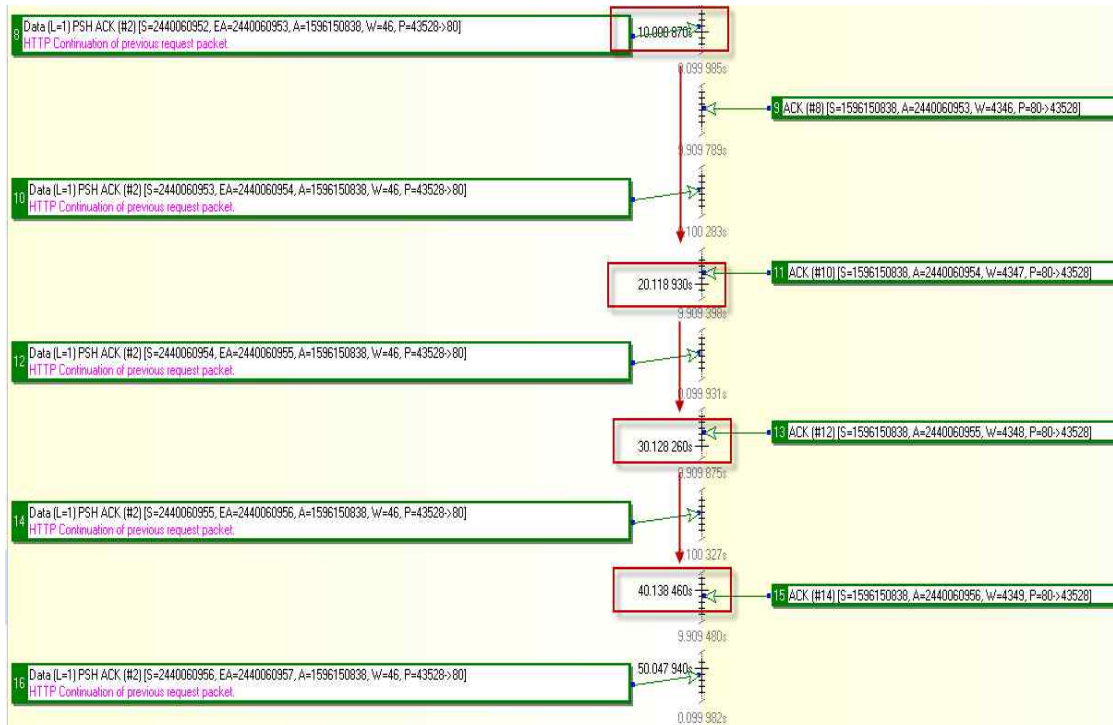 8 Data (L=1) PSH ACK (#2) [S=2440060952, EA=2440060953, A=1596150838, W=46, P=43528->80]
HTTP Continuation of previous request packet.
0.099 985s
9 ACK (#8) [S=1596150838, A=2440060953, W=4346, P=80->43528]
9.909 789s
10 Data (L=1) PSH ACK (#2) [S=2440060953, EA=2440060954, A=1596150838, W=46, P=43528->80]
HTTP Continuation of previous request packet.
100 283s
11 ACK (#10) [S=1596150838, A=2440060954, W=4347, P=80->43528]
20.118 930s
9.909 398s
12 Data (L=1) PSH ACK (#2) [S=2440060954, EA=2440060955, A=1596150838, W=46, P=43528->80]
HTTP Continuation of previous request packet.
0.099 931s
13 ACK (#12) [S=1596150838, A=2440060955, W=4348, P=80->43528]
30.128 260s
9.909 875s
14 Data (L=1) PSH ACK (#2) [S=2440060955, EA=2440060956, A=1596150838, W=46, P=43528->80]
HTTP Continuation of previous request packet.
100 327s
40.138 460s
15 ACK (#14) [S=1596150838, A=2440060956, W=4349, P=80->43528]
9.909 480s
50.047 940s
16 Data (L=1) PSH ACK (#2) [S=2440060956, EA=2440060957, A=1596150838, W=46, P=43528->80]
HTTP Continuation of previous request packet.
0.099 982s